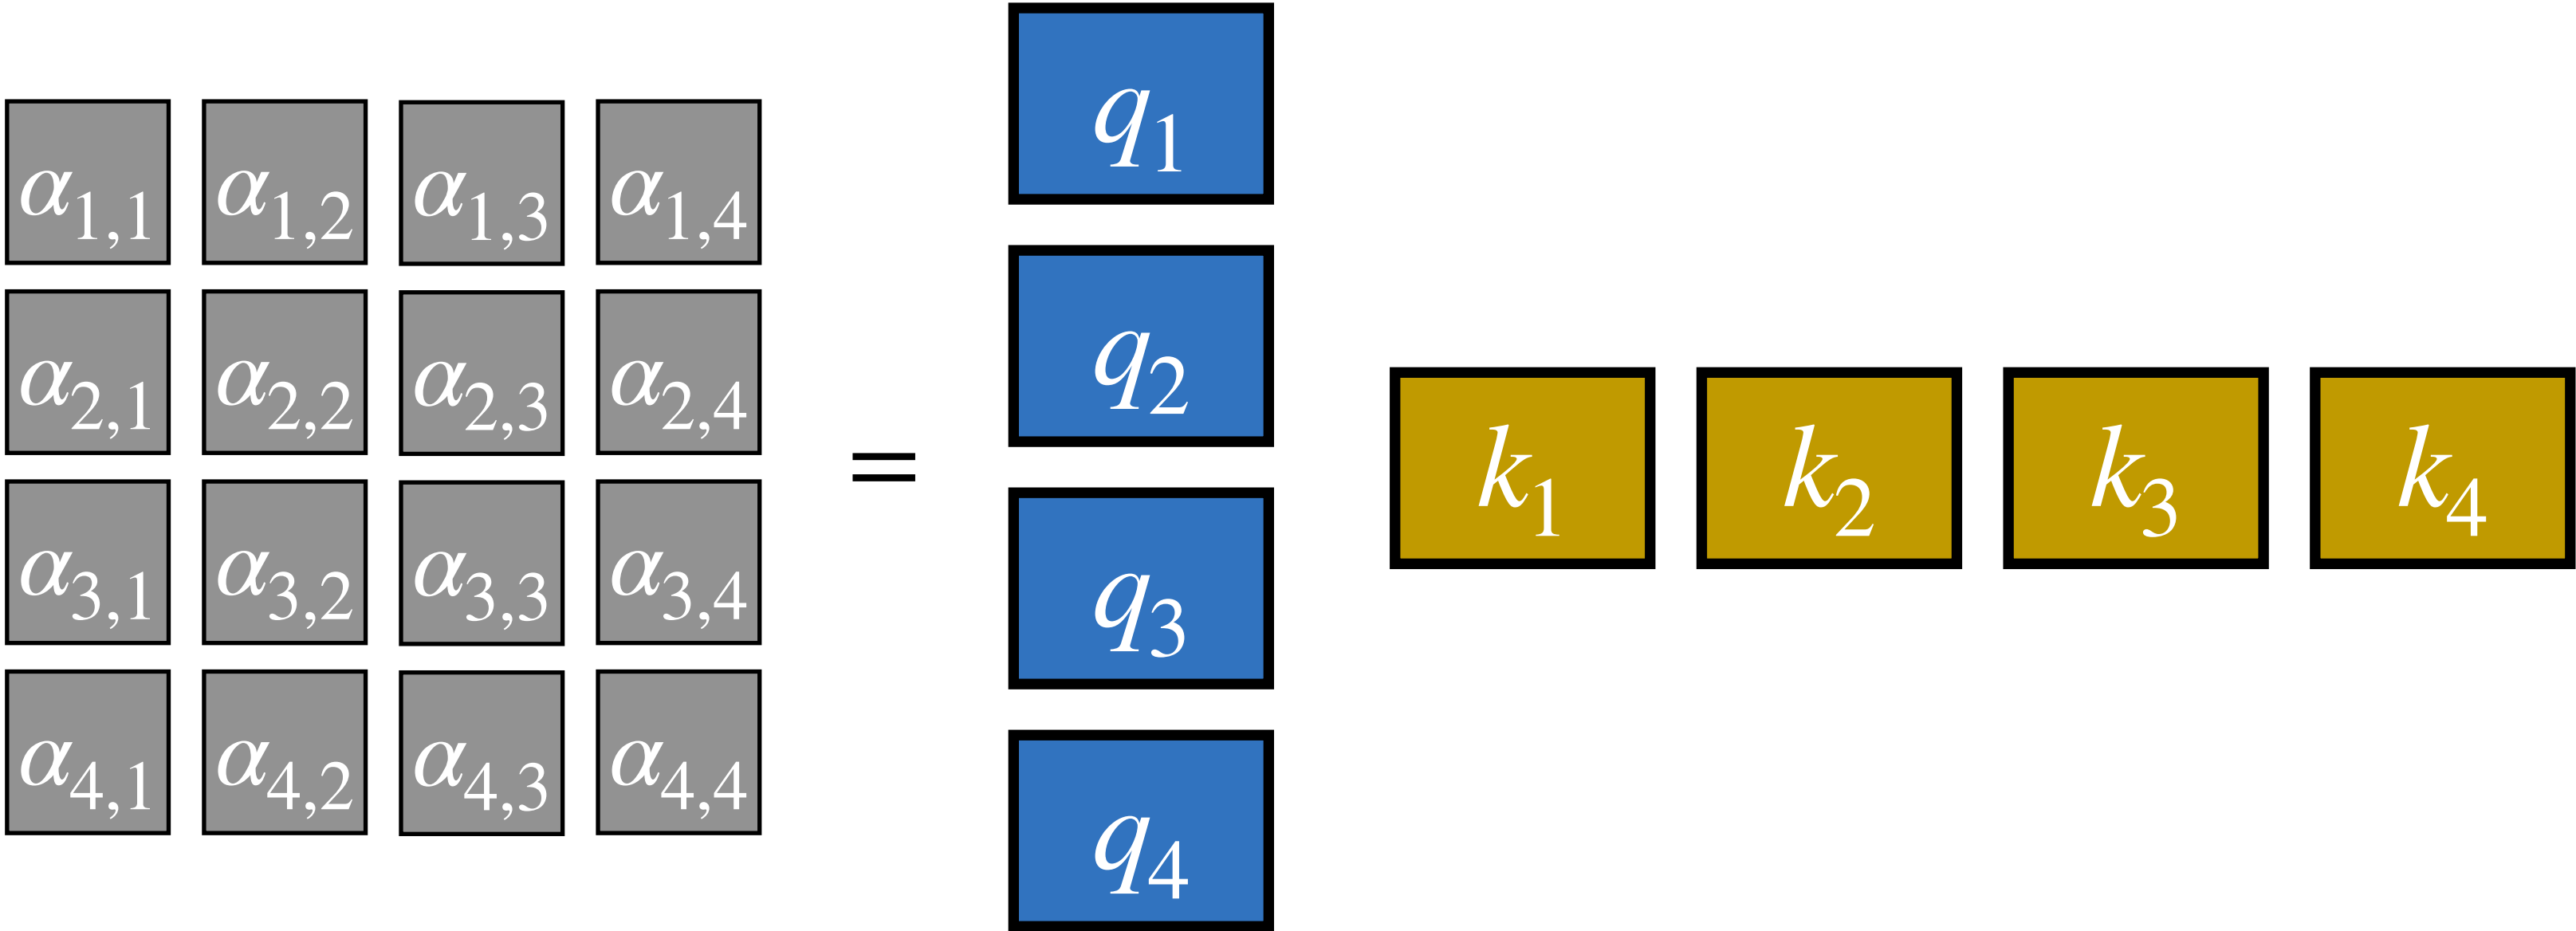 q1
α1,1 α1,2 α1,3 α1,4
q2
α2,1 α2,2 α2,3 α2,4
= k1 k2 k3 k4
α3,1 α3,2 α3,3 α3,4
q3
α4,1 α4,2 α4,3 α4,4
q4